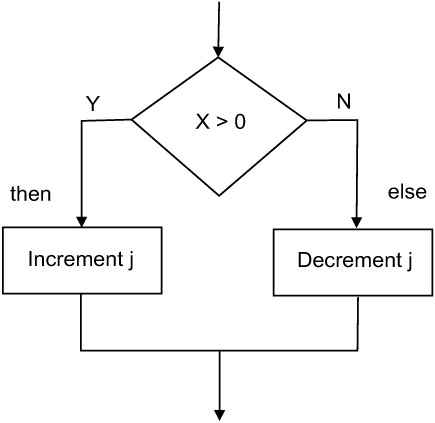 Y
N
X > 0
then
else
Increment j
Decrement j